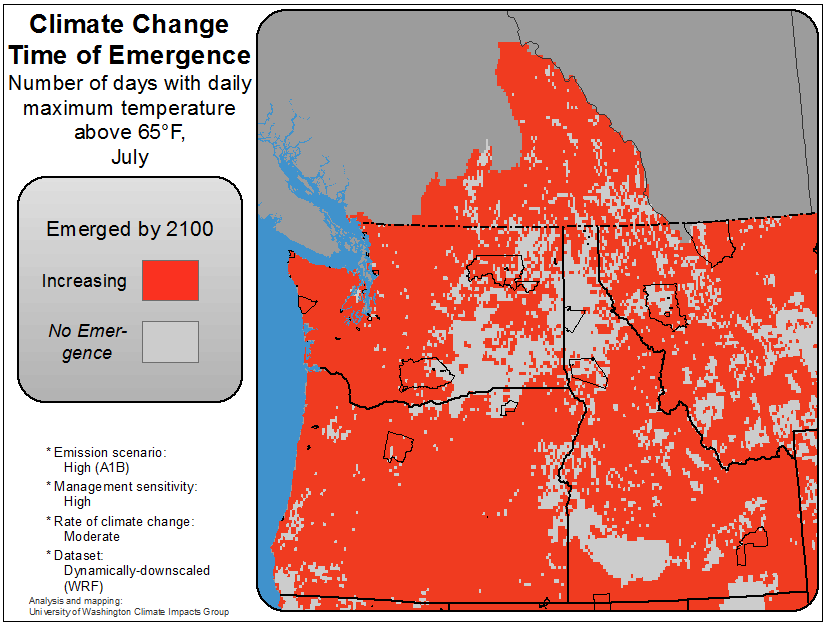 Climate Change
Time of Emergence
Number of days with daily
maximum temperature
above 65°F,
July
Emerged by 2100
Increasing
No Emer-
gence
* Emission scenario:
High (A1B)
* Management sensitivity:
High
* Rate of climate change:
Moderate
* Dataset:
Dynamically-downscaled
(WRF)
Analysis and mapping:
University of Washington Climate Impacts Group